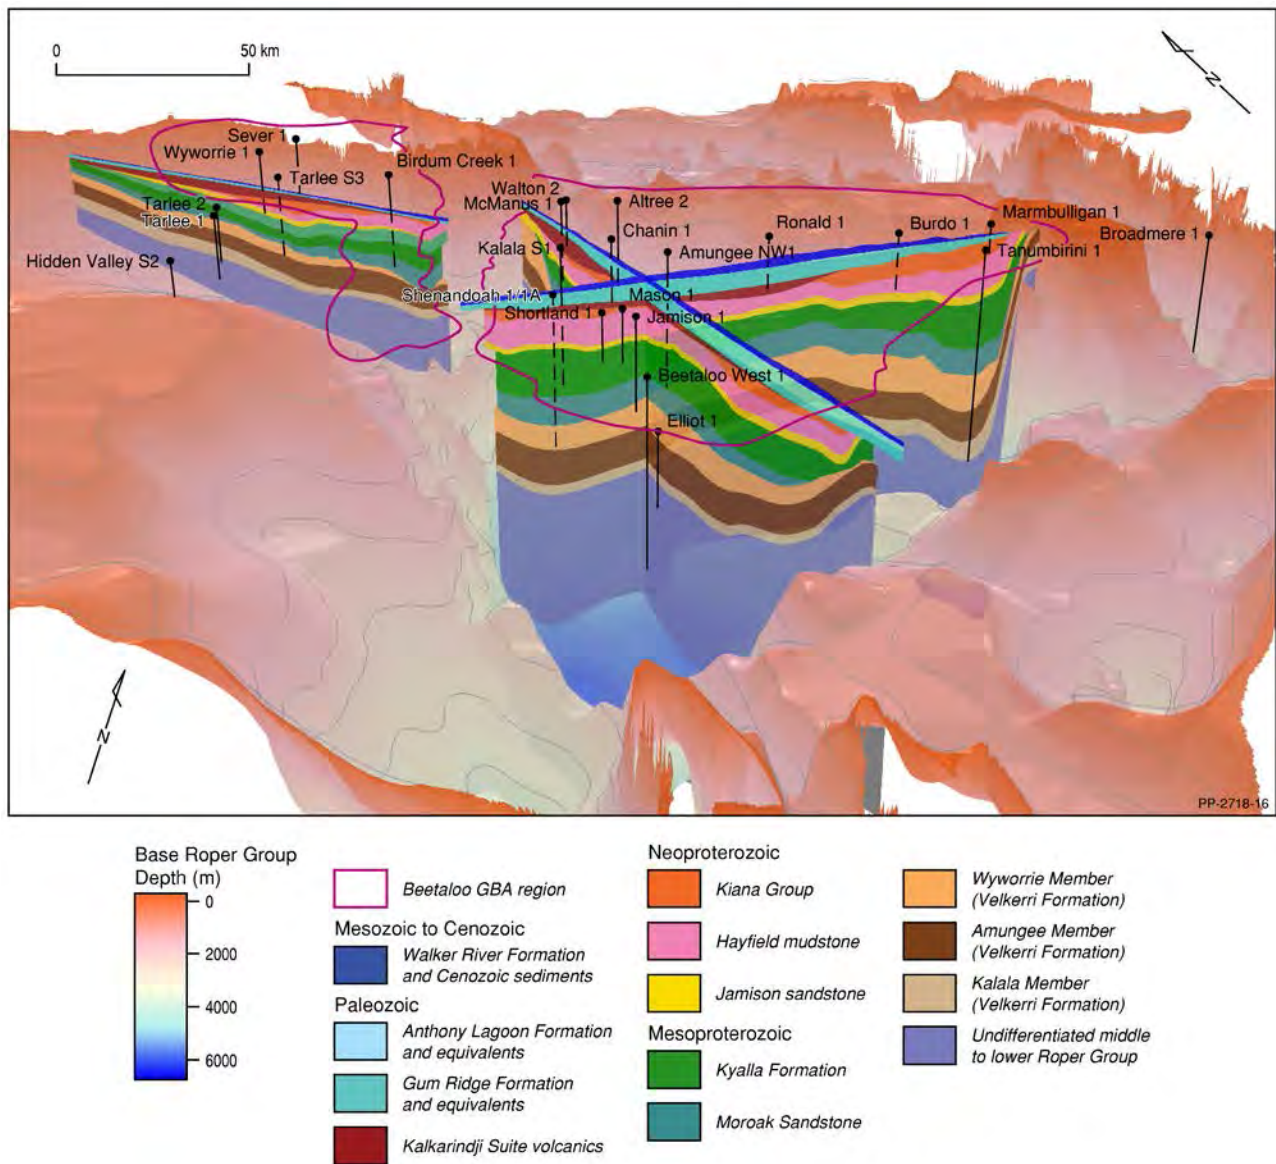 0
50 km
N
Sever 1
Wyworrie 1
Birdum Creek 1
Tarlee S3
Walton 2
McManus 1
Altree 2
Tarlee 2
Tarlee 1
Chanin 1
Ronald 1
Burdo 1
Marmbulligan 1
Broadmere 1
Kalala S1
Amungee NW1
Tanumbirini 1
Hidden Valley S2
Shenandoah 1/1A
Mason 1
Shortland 1
Jamison 1
Beetaloo West 1
Elliot 1
N
PP-2718-16
Base Roper Group
Depth (m)
0
2000
4000
6000
Beetaloo GBA region
Mesozoic to Cenozoic
Walker River Formation
and Cenozoic sediments
Paleozoic
Anthony Lagoon Formation
and equivalents
Gum Ridge Formation
and equivalents
Kalkarindji Suite volcanics
Neoproterozoic
Kiana Group
Hayfield mudstone
Jamison sandstone
Mesoproterozoic
Kyalla Formation
Moroak Sandstone
Wyworrie Member
(Velkerri Formation)
Amungee Member
(Velkerri Formation)
Kalala Member
(Velkerri Formation)
Undifferentiated middle
to lower Roper Group